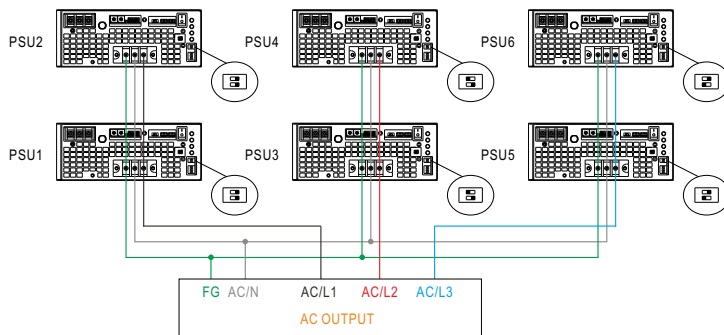 PSU2 PSU4 PSU6
PSU1 PSU3 PSU5
FG AC/N AC/L1 AC/L2 AC/L3
AC OUTPUT